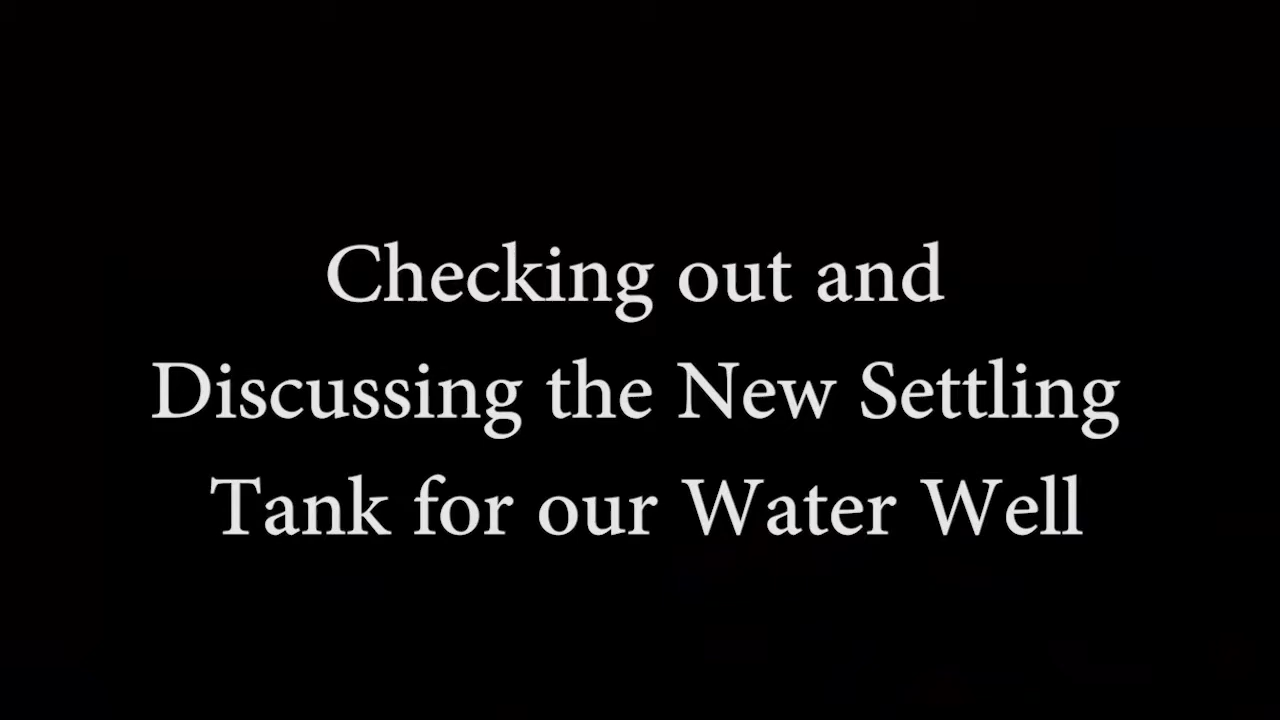 Checking out and
Discussing the New Settling
Tank for our Water Well